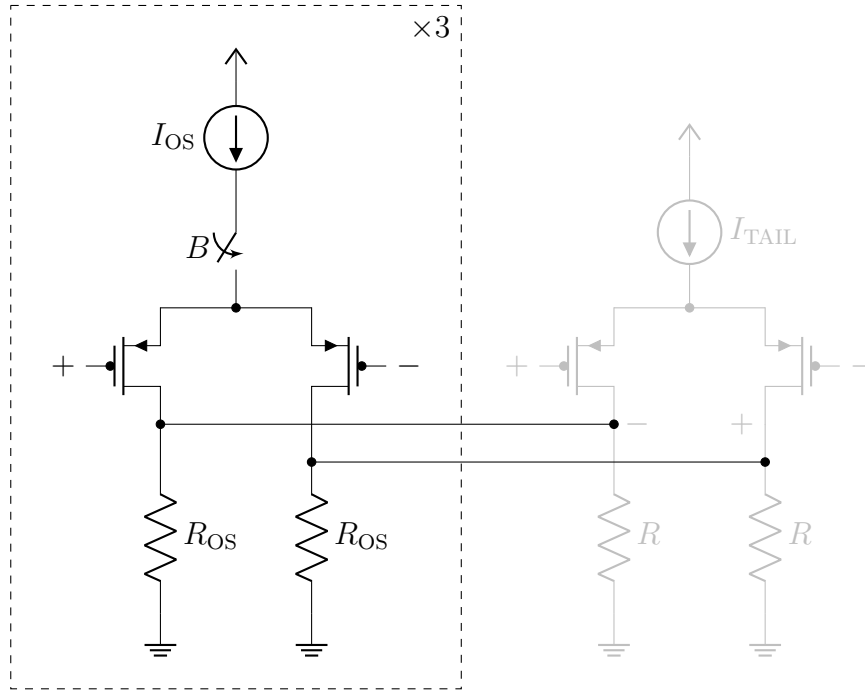 ×3
I_OS
B
I_TAIL
+ − + −
− +
R_OS R_OS R R